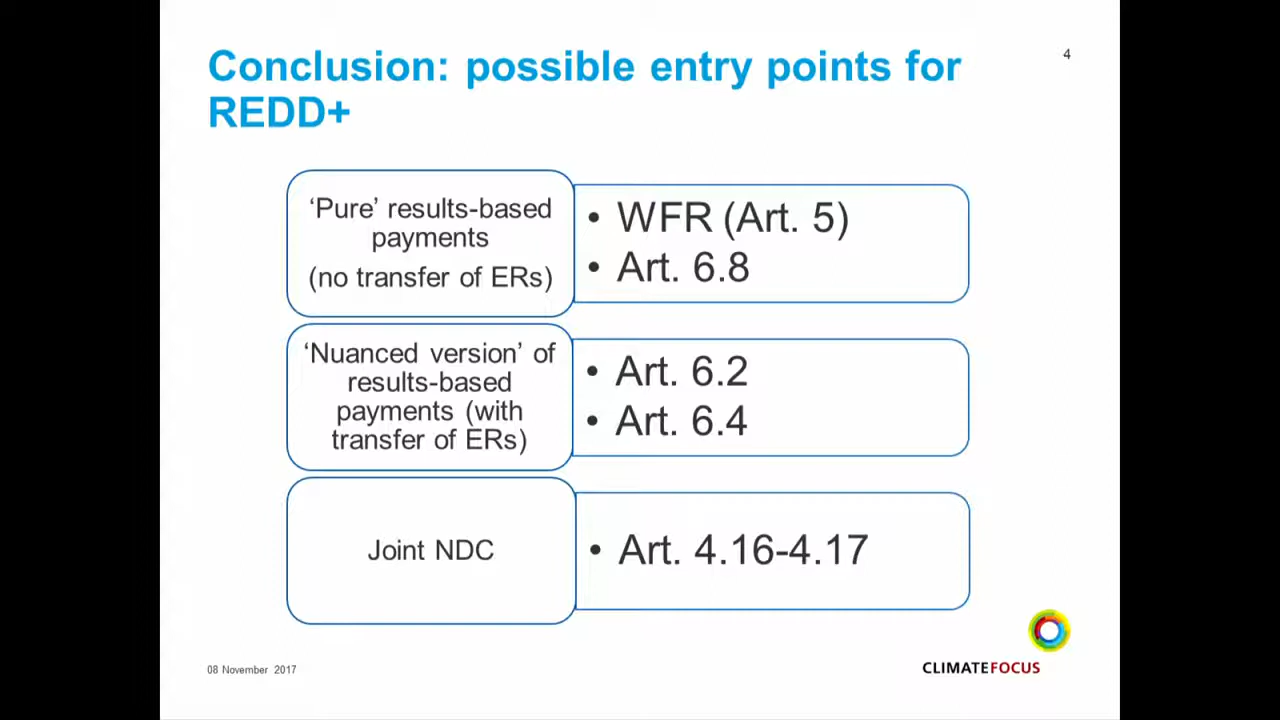 Conclusion: possible entry points for
REDD+
4
‘Pure’ results-based
payments
(no transfer of ERs)
• WFR (Art. 5)
• Art. 6.8
‘Nuanced version’ of
results-based
payments (with
transfer of ERs)
• Art. 6.2
• Art. 6.4
Joint NDC
• Art. 4.16-4.17
08 November 2017
CLIMATEFOCUS